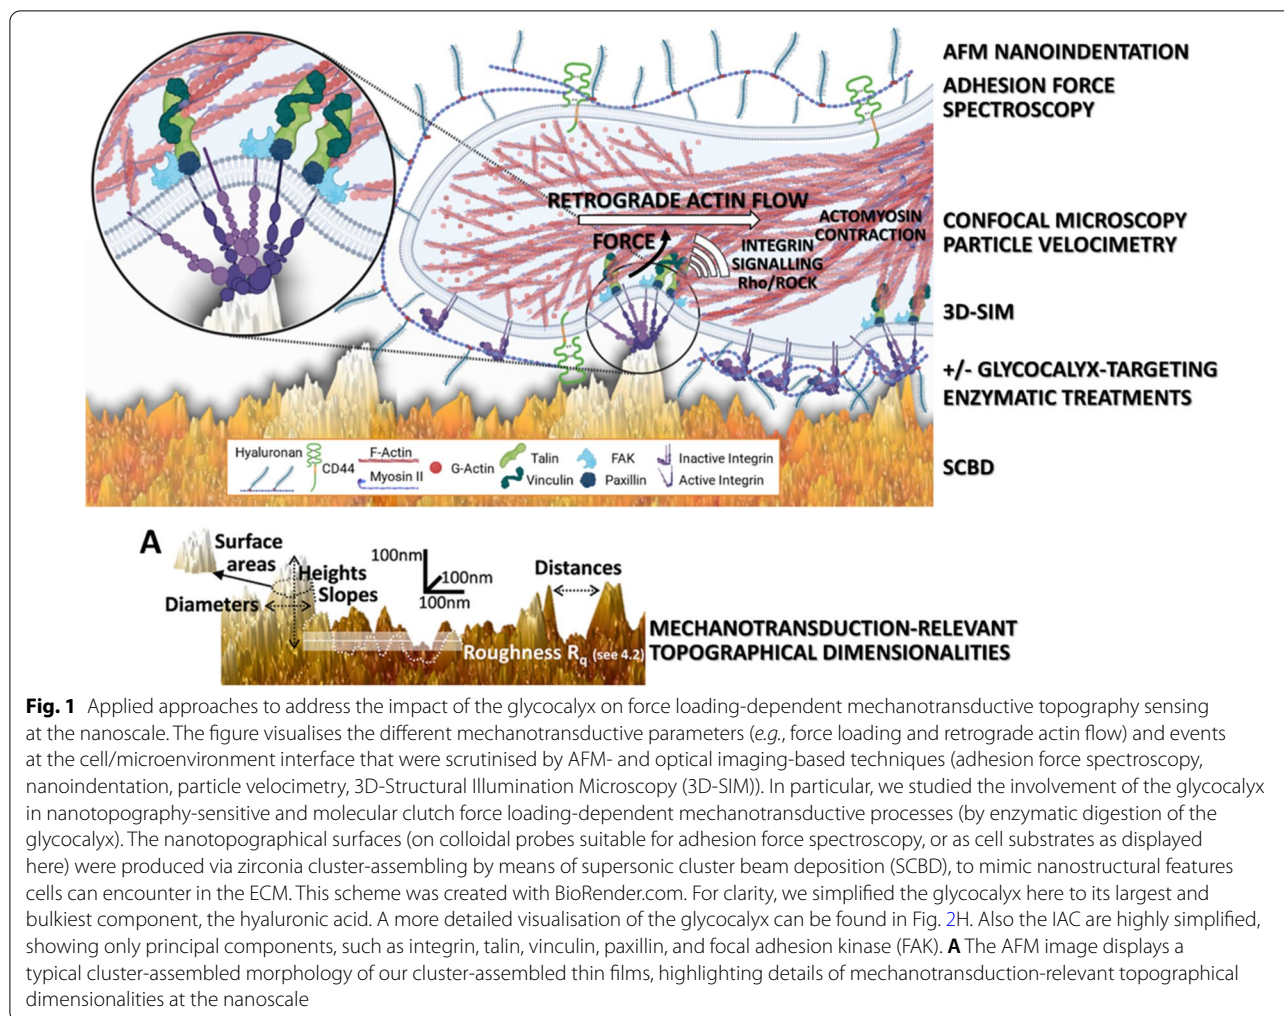 AFM NANOINDENTATION
ADHESION FORCE
SPECTROSCOPY
RETROGRADE ACTIN FLOW
ACTOMYOSIN
CONTRACTION
FORCE
INTEGRIN
SIGNALLING
Rho/ROCK
CONFOCAL MICROSCOPY
PARTICLE VELOCIMETRY
3D-SIM
+/- GLYCOCALYX-TARGETING
ENZYMATIC TREATMENTS
SCBD
Hyaluronan
CD44
F-Actin
Myosin II
G-Actin
Talin
Vinculin
FAK
Paxillin
Inactive Integrin
Active Integrin
A
Surface
areas
Heights
Slopes
Diameters
100nm
100nm
100nm
Distances
Roughness Rq (see 4.2)
MECHANOTRANSDUCTION-RELEVANT
TOPOGRAPHICAL DIMENSIONALITIES
Fig. 1 Applied approaches to address the impact of the glycocalyx on force loading-dependent mechanotransductive topography sensing
at the nanoscale. The figure visualises the different mechanotransductive parameters (e.g., force loading and retrograde actin flow) and events
at the cell/microenvironment interface that were scrutinised by AFM- and optical imaging-based techniques (adhesion force spectroscopy,
nanoindentation, particle velocimetry, 3D-Structural Illumination Microscopy (3D-SIM)). In particular, we studied the involvement of the glycocalyx
in nanotopography-sensitive and molecular clutch force loading-dependent mechanotransductive processes (by enzymatic digestion of the
glycocalyx). The nanotopographical surfaces (on colloidal probes suitable for adhesion force spectroscopy, or as cell substrates as displayed
here) were produced via zirconia cluster-assembling by means of supersonic cluster beam deposition (SCBD), to mimic nanostructural features
cells can encounter in the ECM. This scheme was created with BioRender.com. For clarity, we simplified the glycocalyx here to its largest and
bulkiest component, the hyaluronic acid. A more detailed visualisation of the glycocalyx can be found in Fig. 2H. Also the IAC are highly simplified,
showing only principal components, such as integrin, talin, vinculin, paxillin, and focal adhesion kinase (FAK). A The AFM image displays a
typical cluster-assembled morphology of our cluster-assembled thin films, highlighting details of mechanotransduction-relevant topographical
dimensionalities at the nanoscale